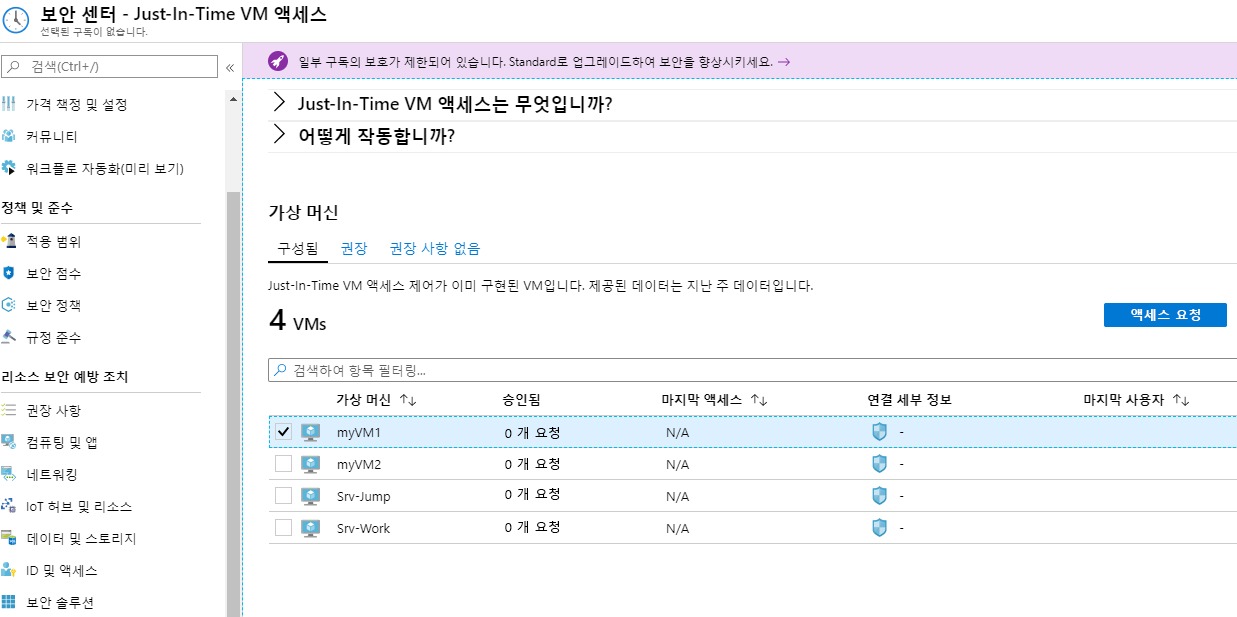 보안 센터 - Just-In-Time VM 액세스
선택된 구독이 없습니다.
검색(Ctrl+/)
«
가격 책정 및 설정
커뮤니티
워크플로 자동화(미리 보기)
정책 및 준수
적용 범위
보안 점수
보안 정책
규정 준수
리소스 보안 예방 조치
권장 사항
컴퓨팅 및 앱
네트워킹
IoT 허브 및 리소스
데이터 및 스토리지
ID 및 액세스
보안 솔루션
일부 구독의 보호가 제한되어 있습니다. Standard로 업그레이드하여 보안을 향상시키세요. →
Just-In-Time VM 액세스는 무엇입니까?
어떻게 작동합니까?
가상 머신
구성됨 권장 권장 사항 없음
Just-In-Time VM 액세스 제어가 이미 구현된 VM입니다. 제공된 데이터는 지난 주 데이터입니다.
4 VMs
액세스 요청
검색하여 항목 필터링...
가상 머신 ↑↓ 승인됨 마지막 액세스 ↑↓ 연결 세부 정보 마지막 사용자 ↑↓
myVM1 0 개 요청 N/A -
myVM2 0 개 요청 N/A -
Srv-Jump 0 개 요청 N/A -
Srv-Work 0 개 요청 N/A -